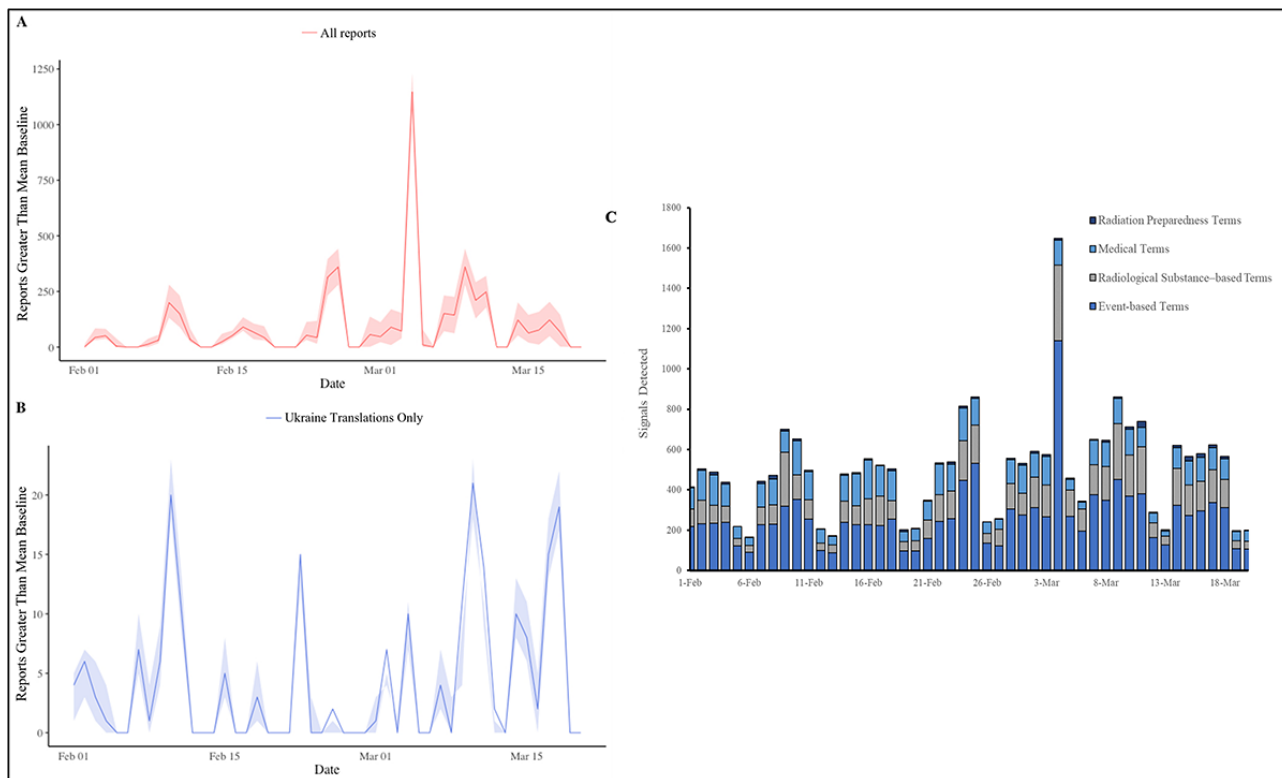 A
All reports
1250
1000
750
500
250
0
Reports Greater Than Mean Baseline
Feb 01
Feb 15
Mar 01
Mar 15
Date
B
Ukraine Translations Only
20
15
10
5
0
Reports Greater Than Mean Baseline
Feb 01
Feb 15
Mar 01
Mar 15
Date
C
1800
1600
1400
1200
1000
800
600
400
200
0
Signals Detected
Radiation Preparedness Terms
Medical Terms
Radiological Substance–based Terms
Event-based Terms
1-Feb
6-Feb
11-Feb
16-Feb
21-Feb
26-Feb
3-Mar
8-Mar
13-Mar
18-Mar